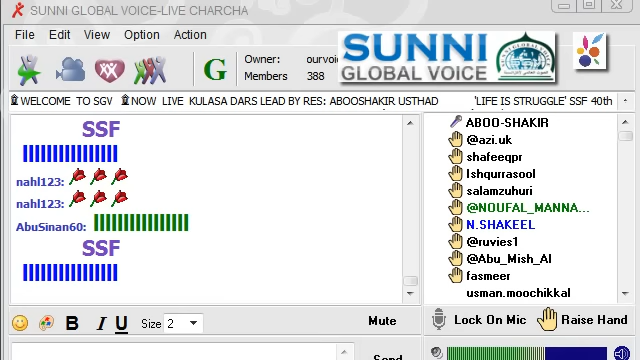 SUNNI GLOBAL VOICE-LIVE CHARCHA
File Edit View Option Action
G
Owner: ourvoi
Members 388
SUNNI
GLOBAL VOICE
WELCOME TO SGV NOW LIVE KULASA DARS LEAD BY RES: ABOOSHAKIR USTHAD 'LIFE IS STRUGGLE' SSF 40th
SSF
nahl123:
nahl123:
AbuSinan60:
SSF
ABOO-SHAKIR
@azi.uk
shafeeqpr
Ishqurrasool
salamzuhuri
@NOUFAL_MANNA...
N.SHAKEEL
@ruvies1
@Abu_Mish_Al
fasmeer
usman.moochikkal
B I U Size 2 Mute
Lock On Mic Raise Hand
Send